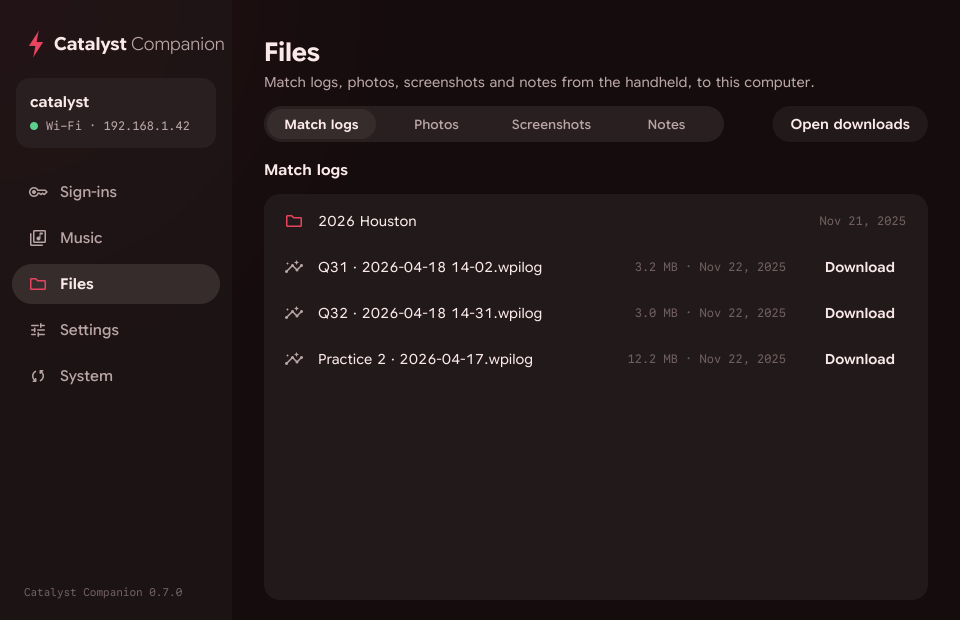 Catalyst Companion
catalyst
Wi-Fi · 192.168.1.42
Sign-ins
Music
Files
Settings
System
Catalyst Companion 0.7.0
Files
Match logs, photos, screenshots and notes from the handheld, to this computer.
Match logs Photos Screenshots Notes Open downloads
Match logs
2026 Houston Nov 21, 2025
Q31 · 2026-04-18 14-02.wpilog 3.2 MB · Nov 22, 2025 Download
Q32 · 2026-04-18 14-31.wpilog 3.0 MB · Nov 22, 2025 Download
Practice 2 · 2026-04-17.wpilog 12.2 MB · Nov 22, 2025 Download